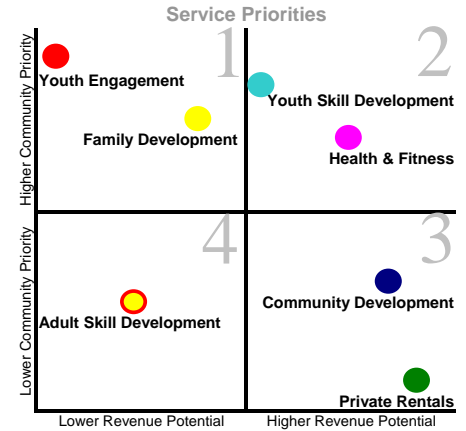 Service Priorities
Higher Community Priority
1
2
Youth Engagement
Youth Skill Development
Family Development
Health & Fitness
Lower Community Priority
4
3
Community Development
Adult Skill Development
Private Rentals
Lower Revenue Potential
Higher Revenue Potential